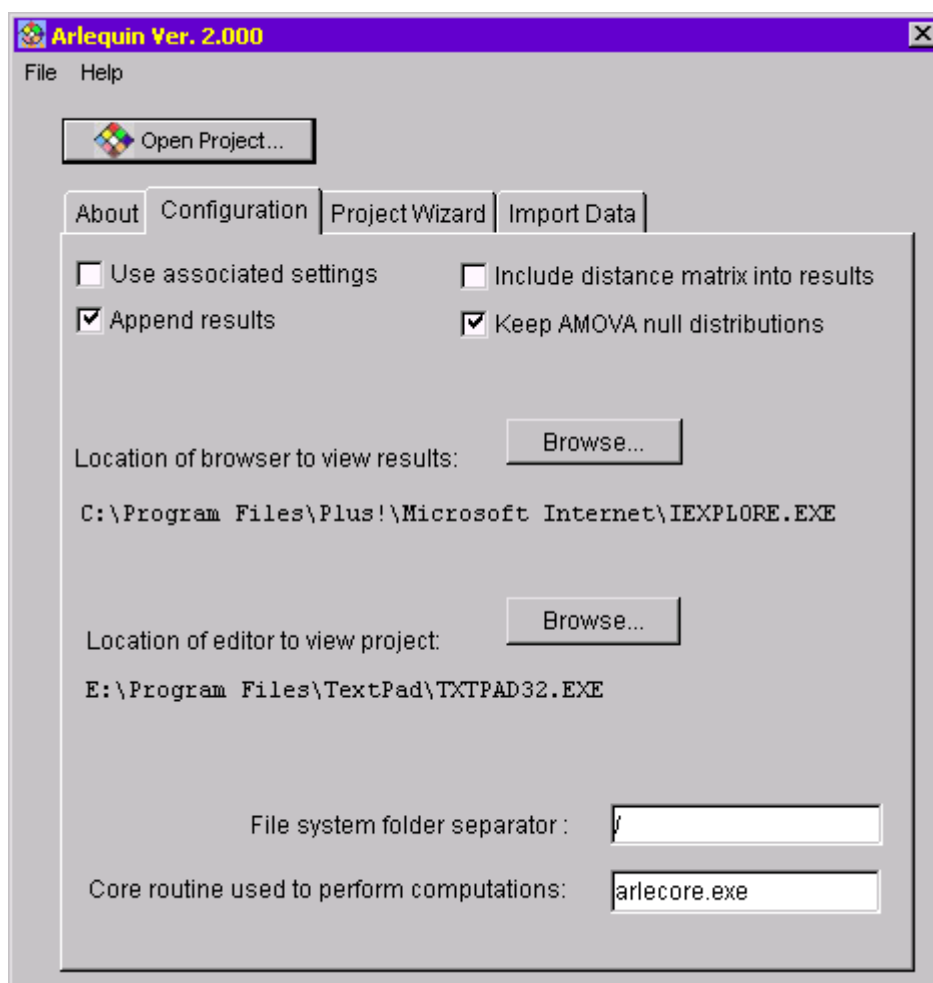 Arlequin Ver. 2.000
File Help
Open Project...
About Configuration Project Wizard Import Data
Use associated settings Include distance matrix into results
Append results Keep AMOVA null distributions
Browse...
Location of browser to view results:
C:\Program Files\Plus!\Microsoft Internet\IEXPLORE.EXE
Browse...
Location of editor to view project:
E:\Program Files\TextPad\TXTPAD32.EXE
File system folder separator : /
Core routine used to perform computations: arlecore.exe